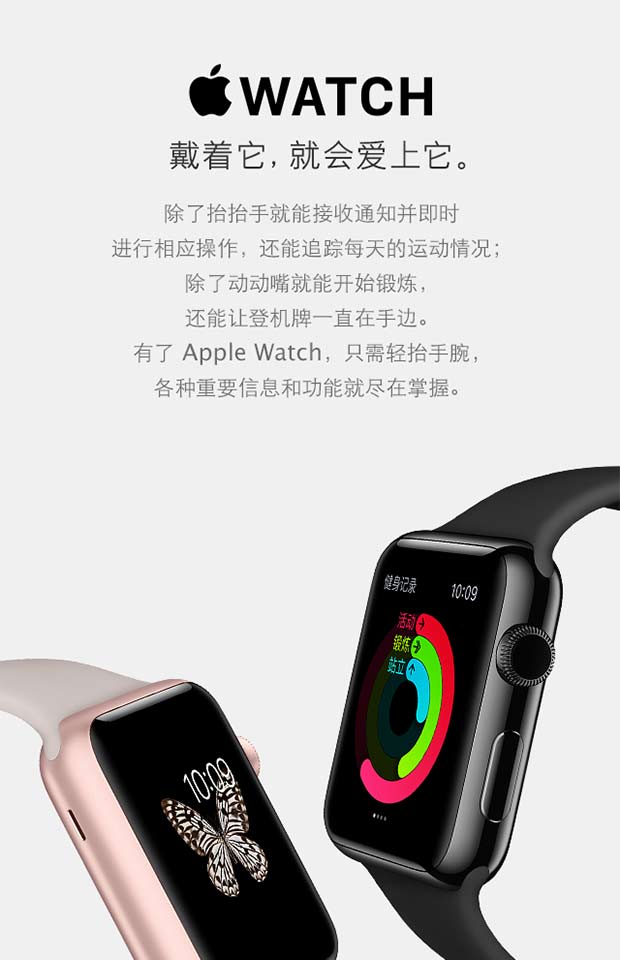 WATCH
戴着它，就会爱上它。
除了抬抬手就能接收通知并即时
进行相应操作，还能追踪每天的运动情况；
除了动动嘴就能开始锻炼，
还能让登机牌一直在手边。
有了 Apple Watch，只需轻抬手腕，
各种重要信息和功能就尽在掌握。
健身记录 10:09
活动
锻炼
站立
10:09